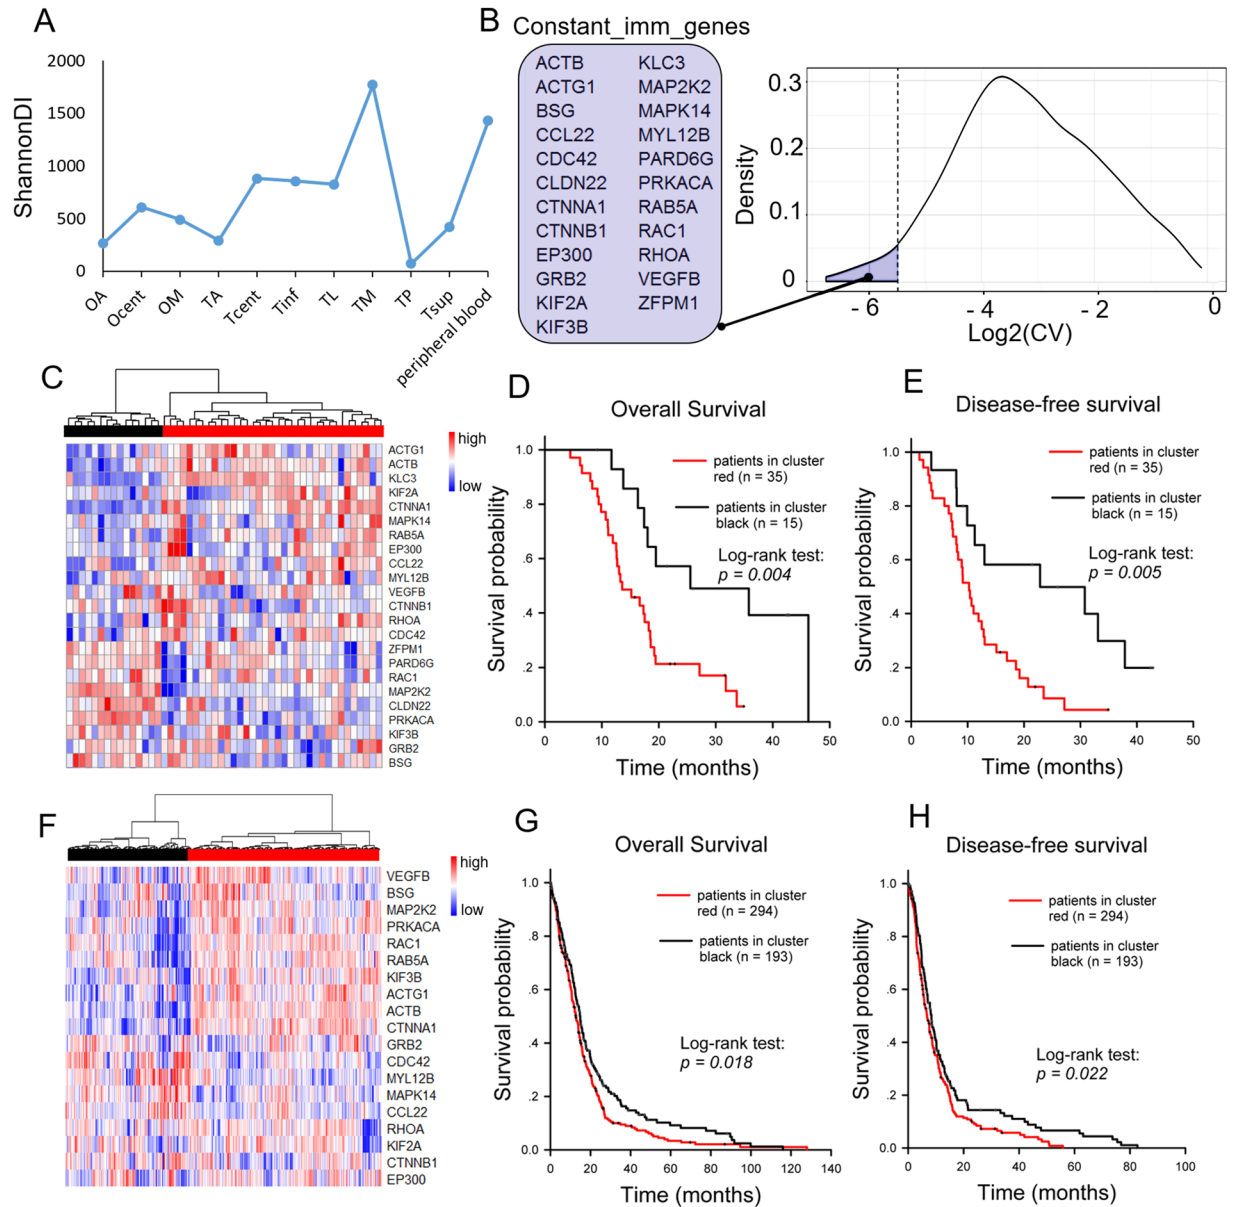 A
ShannonDI
2000
1500
1000
500
0
OA
Ocent
OM
TA
Tcent
Tinf
TL
TM
TP
Tsup
peripheral blood
B
Constant_imm_genes
ACTB KLC3
ACTG1 MAP2K2
BSG MAPK14
CCL22 MYL12B
CDC42 PARD6G
CLDN22 PRKACA
CTNNA1 RAB5A
CTNNB1 RAC1
EP300 RHOA
GRB2 VEGFB
KIF2A ZFPM1
KIF3B
Density
0.3
0.2
0.1
0
- 6 - 4 - 2 0
Log2(CV)
C
high
low
ACTG1
ACTB
KLC3
KIF2A
CTNNA1
MAPK14
RAB5A
EP300
CCL22
MYL12B
VEGFB
CTNNB1
RHOA
CDC42
ZFPM1
PARD6G
RAC1
MAP2K2
CLDN22
PRKACA
KIF3B
GRB2
BSG
D
Overall Survival
Survival probability
1.0
.8
.6
.4
.2
0.0
patients in cluster
red (n = 35)
patients in cluster
black (n = 15)
Log-rank test:
p = 0.004
0 10 20 30 40 50
Time (months)
E
Disease-free survival
Survival probability
1.0
.8
.6
.4
.2
0.0
patients in cluster
red (n = 35)
patients in cluster
black (n = 15)
Log-rank test:
p = 0.005
0 10 20 30 40 50
Time (months)
F
high
low
VEGFB
BSG
MAP2K2
PRKACA
RAC1
RAB5A
KIF3B
ACTG1
ACTB
CTNNA1
GRB2
CDC42
MYL12B
MAPK14
CCL22
RHOA
KIF2A
CTNNB1
EP300
G
Overall Survival
Survival probability
1.0
.8
.6
.4
.2
0.0
patients in cluster
red (n = 294)
patients in cluster
black (n = 193)
Log-rank test:
p = 0.018
0 20 40 60 80 100 120 140
Time (months)
H
Disease-free survival
Survival probability
1.0
.8
.6
.4
.2
0.0
patients in cluster
red (n = 294)
patients in cluster
black (n = 193)
Log-rank test:
p = 0.022
0 20 40 60 80 100
Time (months)